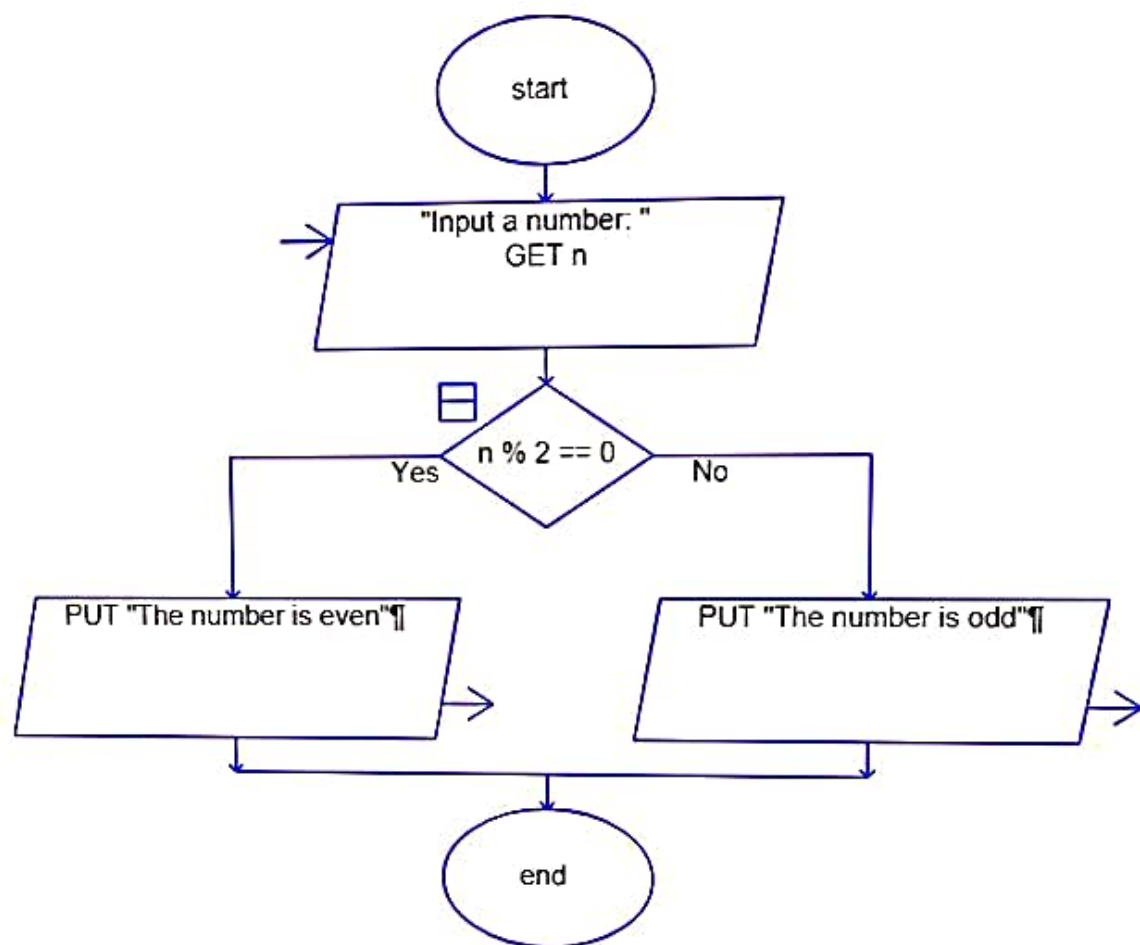 start
"Input a number: "
GET n
n % 2 == 0
Yes
No
PUT "The number is even"¶
PUT "The number is odd"¶
end